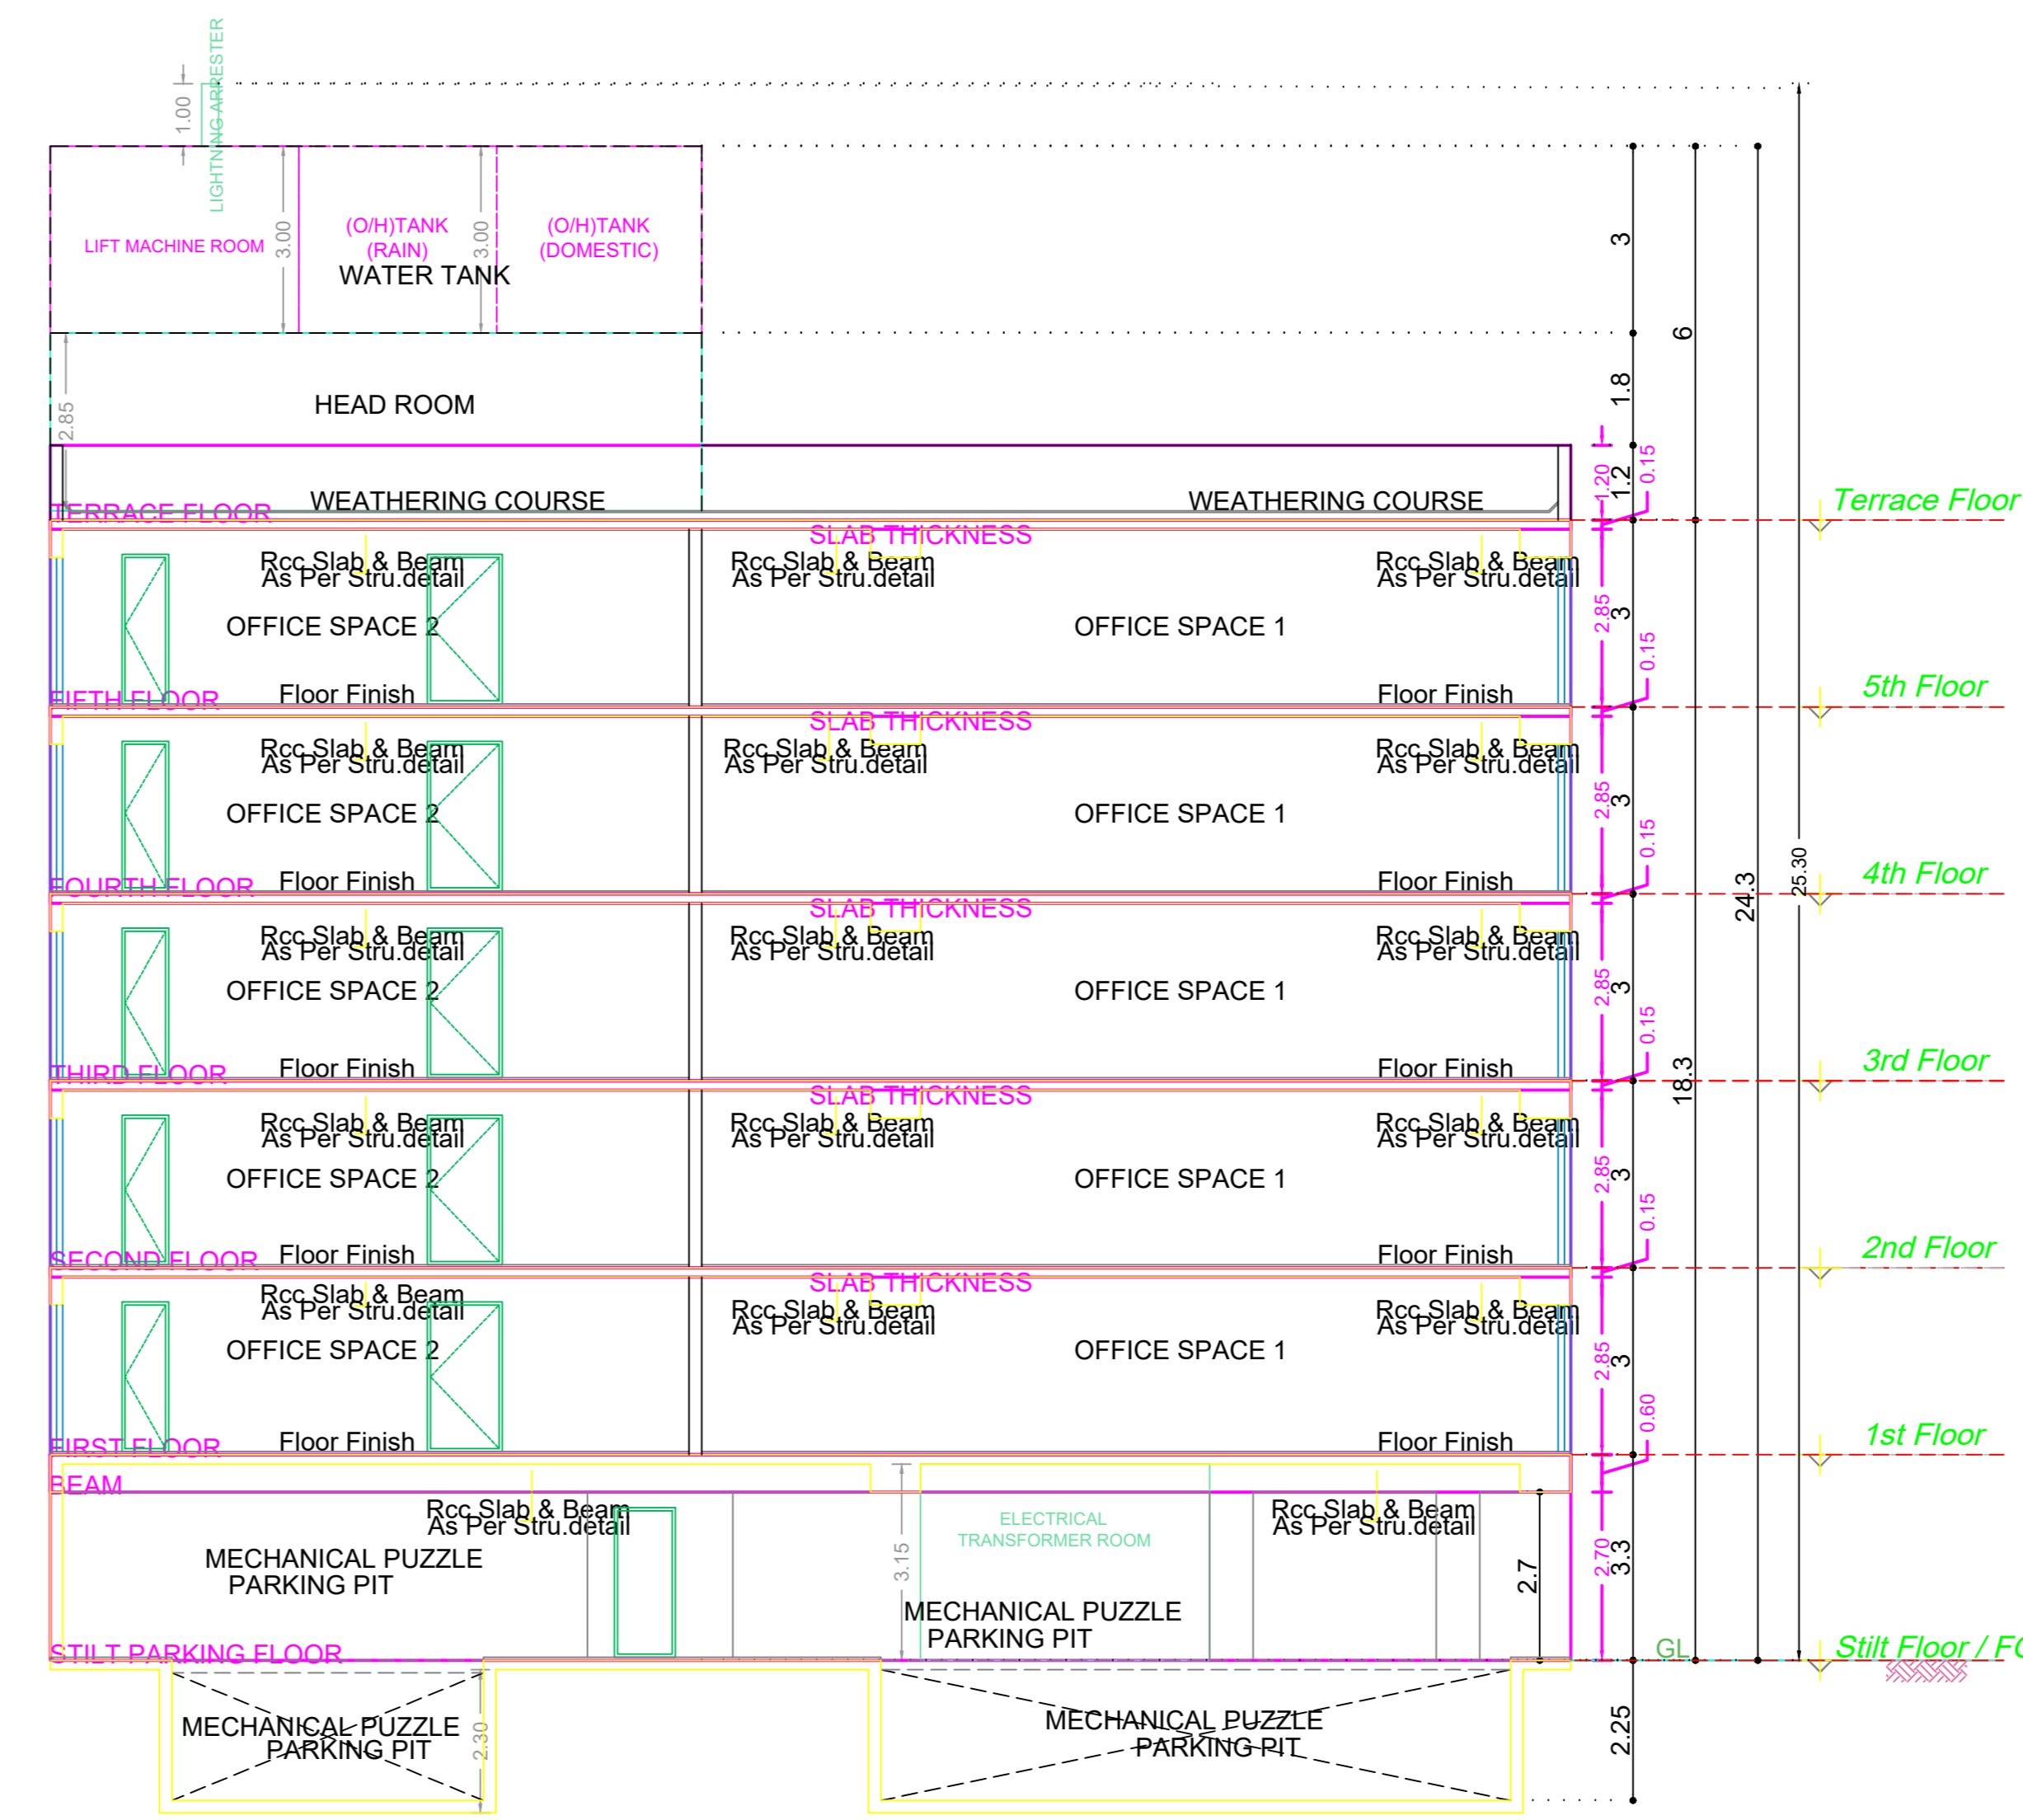 LIGHTNING ARRESTER
1.00
LIFT MACHINE ROOM
3.00
(O/H)TANK
(RAIN)
3.00
(O/H)TANK
(DOMESTIC)
WATER TANK
3
6
HEAD ROOM
2.85
1.8
WEATHERING COURSE
WEATHERING COURSE
1.20
1.2
0.15
TERRACE FLOOR
Terrace Floor
SLAB THICKNESS
Rcc Slab & Beam
As Per Stru.detail
Rcc Slab & Beam
As Per Stru.detail
Rcc Slab & Beam
As Per Stru.detail
OFFICE SPACE 2
OFFICE SPACE 1
2.85
3
0.15
Floor Finish
Floor Finish
FIFTH FLOOR
5th Floor
SLAB THICKNESS
Rcc Slab & Beam
As Per Stru.detail
Rcc Slab & Beam
As Per Stru.detail
Rcc Slab & Beam
As Per Stru.detail
OFFICE SPACE 2
OFFICE SPACE 1
2.85
3
0.15
25.30
24.3
Floor Finish
Floor Finish
FOURTH FLOOR
4th Floor
SLAB THICKNESS
Rcc Slab & Beam
As Per Stru.detail
Rcc Slab & Beam
As Per Stru.detail
Rcc Slab & Beam
As Per Stru.detail
OFFICE SPACE 2
OFFICE SPACE 1
2.85
3
0.15
Floor Finish
Floor Finish
THIRD FLOOR
3rd Floor
18.3
SLAB THICKNESS
Rcc Slab & Beam
As Per Stru.detail
Rcc Slab & Beam
As Per Stru.detail
Rcc Slab & Beam
As Per Stru.detail
OFFICE SPACE 2
OFFICE SPACE 1
2.85
3
0.15
Floor Finish
Floor Finish
SECOND FLOOR
2nd Floor
SLAB THICKNESS
Rcc Slab & Beam
As Per Stru.detail
Rcc Slab & Beam
As Per Stru.detail
Rcc Slab & Beam
As Per Stru.detail
OFFICE SPACE 2
OFFICE SPACE 1
2.85
3
0.60
Floor Finish
Floor Finish
FIRST FLOOR
1st Floor
BEAM
Rcc Slab & Beam
As Per Stru.detail
ELECTRICAL
TRANSFORMER ROOM
Rcc Slab & Beam
As Per Stru.detail
MECHANICAL PUZZLE
PARKING PIT
3.15
2.7
2.70
3.3
MECHANICAL PUZZLE
PARKING PIT
STILT PARKING FLOOR
GL
Stilt Floor / FG
MECHANICAL PUZZLE
PARKING PIT
2.30
MECHANICAL PUZZLE
PARKING PIT
2.25